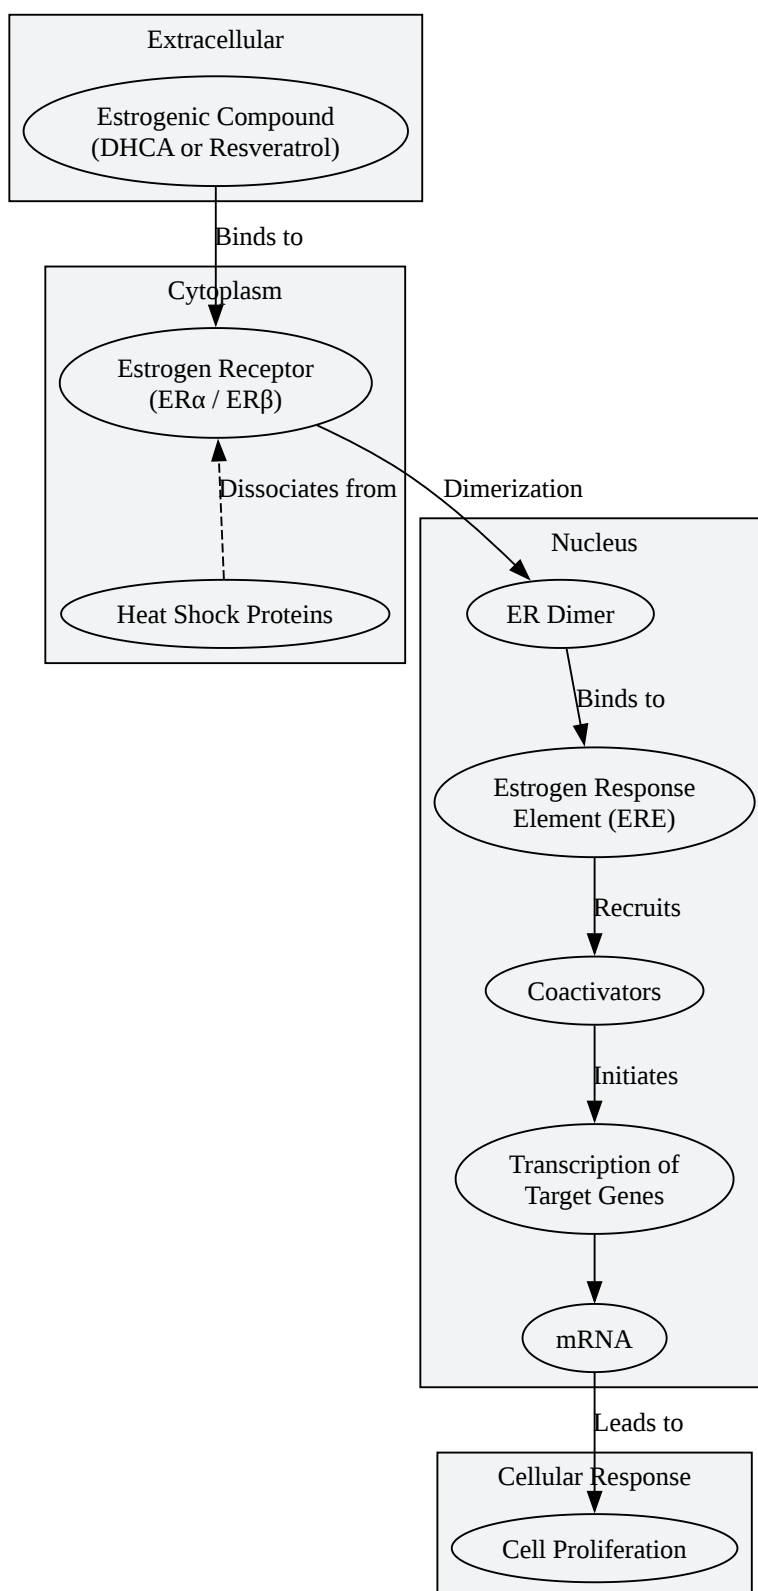 Extracellular
Estrogenic Compound
(DHCA or Resveratrol)
Binds to
Cytoplasm
Estrogen Receptor
(ERα / ERβ)
Dissociates from
Dimerization
Heat Shock Proteins
Nucleus
ER Dimer
Binds to
Estrogen Response
Element (ERE)
Recruits
Coactivators
Initiates
Transcription of
Target Genes
mRNA
Leads to
Cellular Response
Cell Proliferation